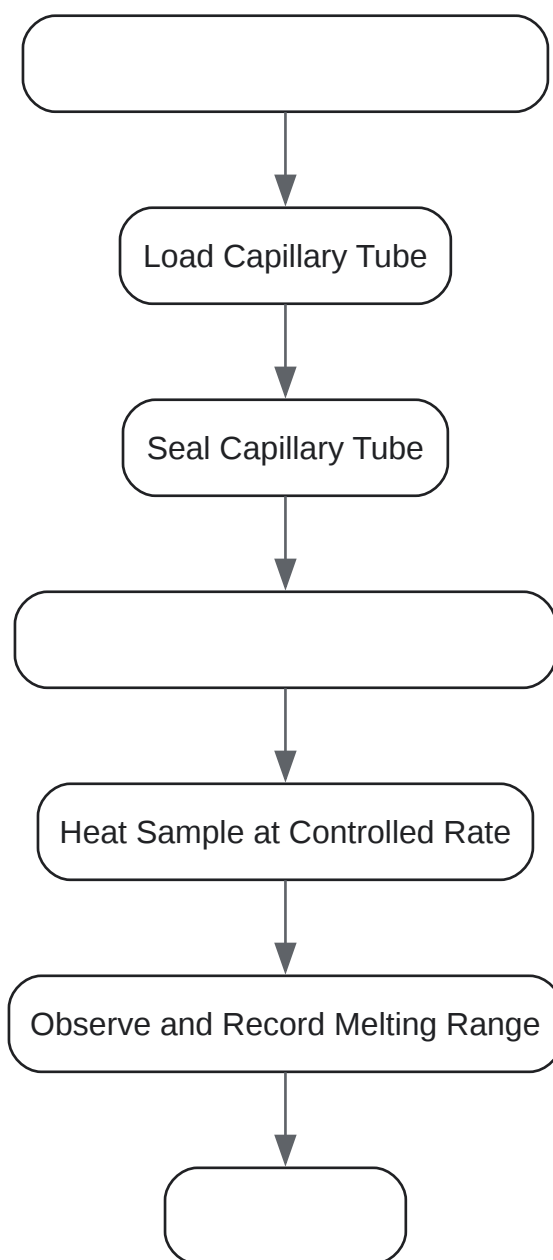 Load Capillary Tube
Seal Capillary Tube
Heat Sample at Controlled Rate
Observe and Record Melting Range